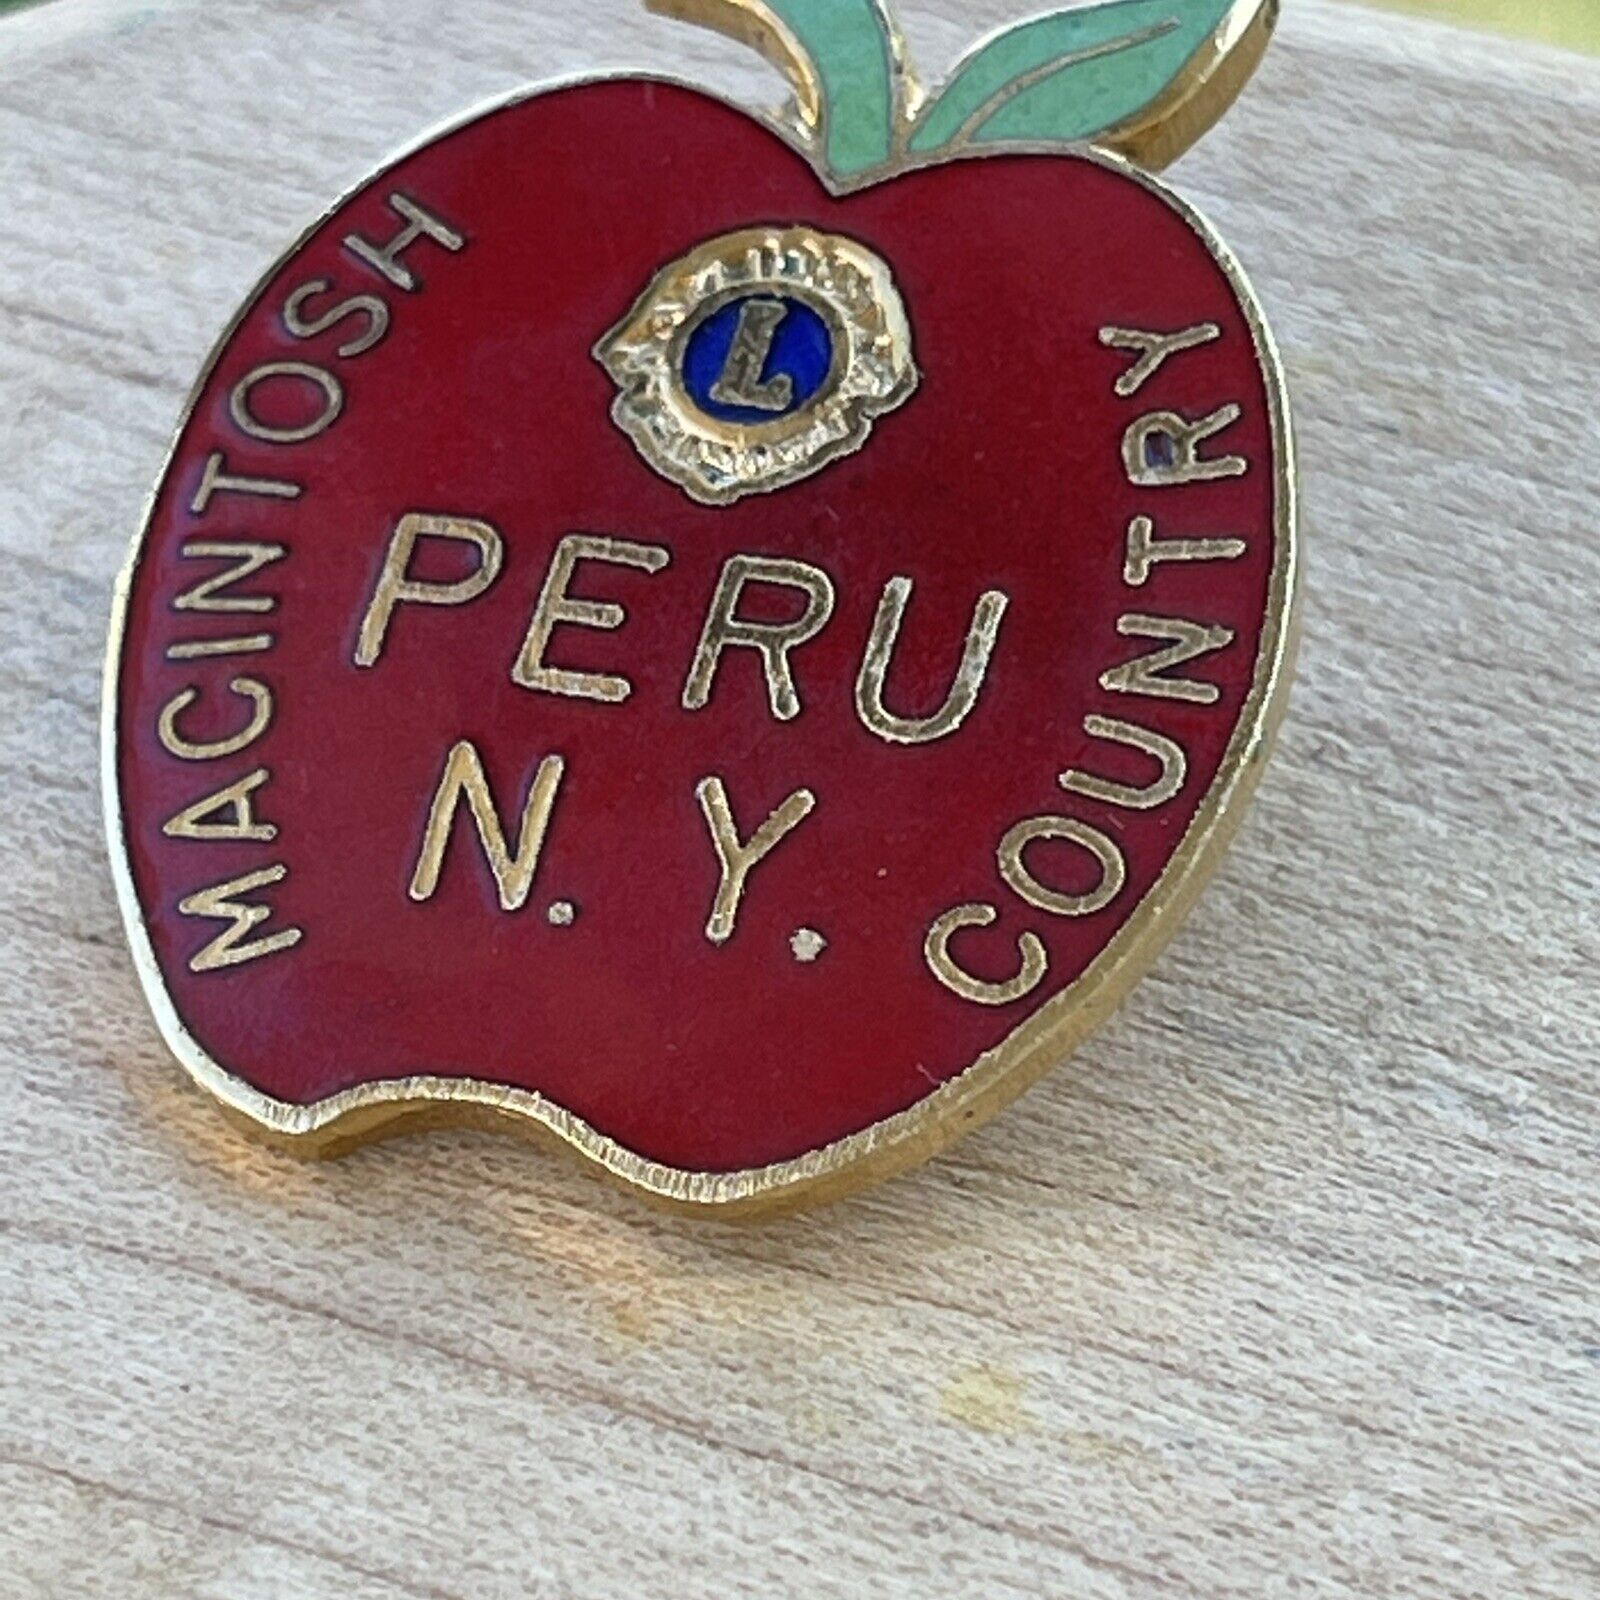 MACINTOSH
L
PERU
N. Y.
COUNTRY